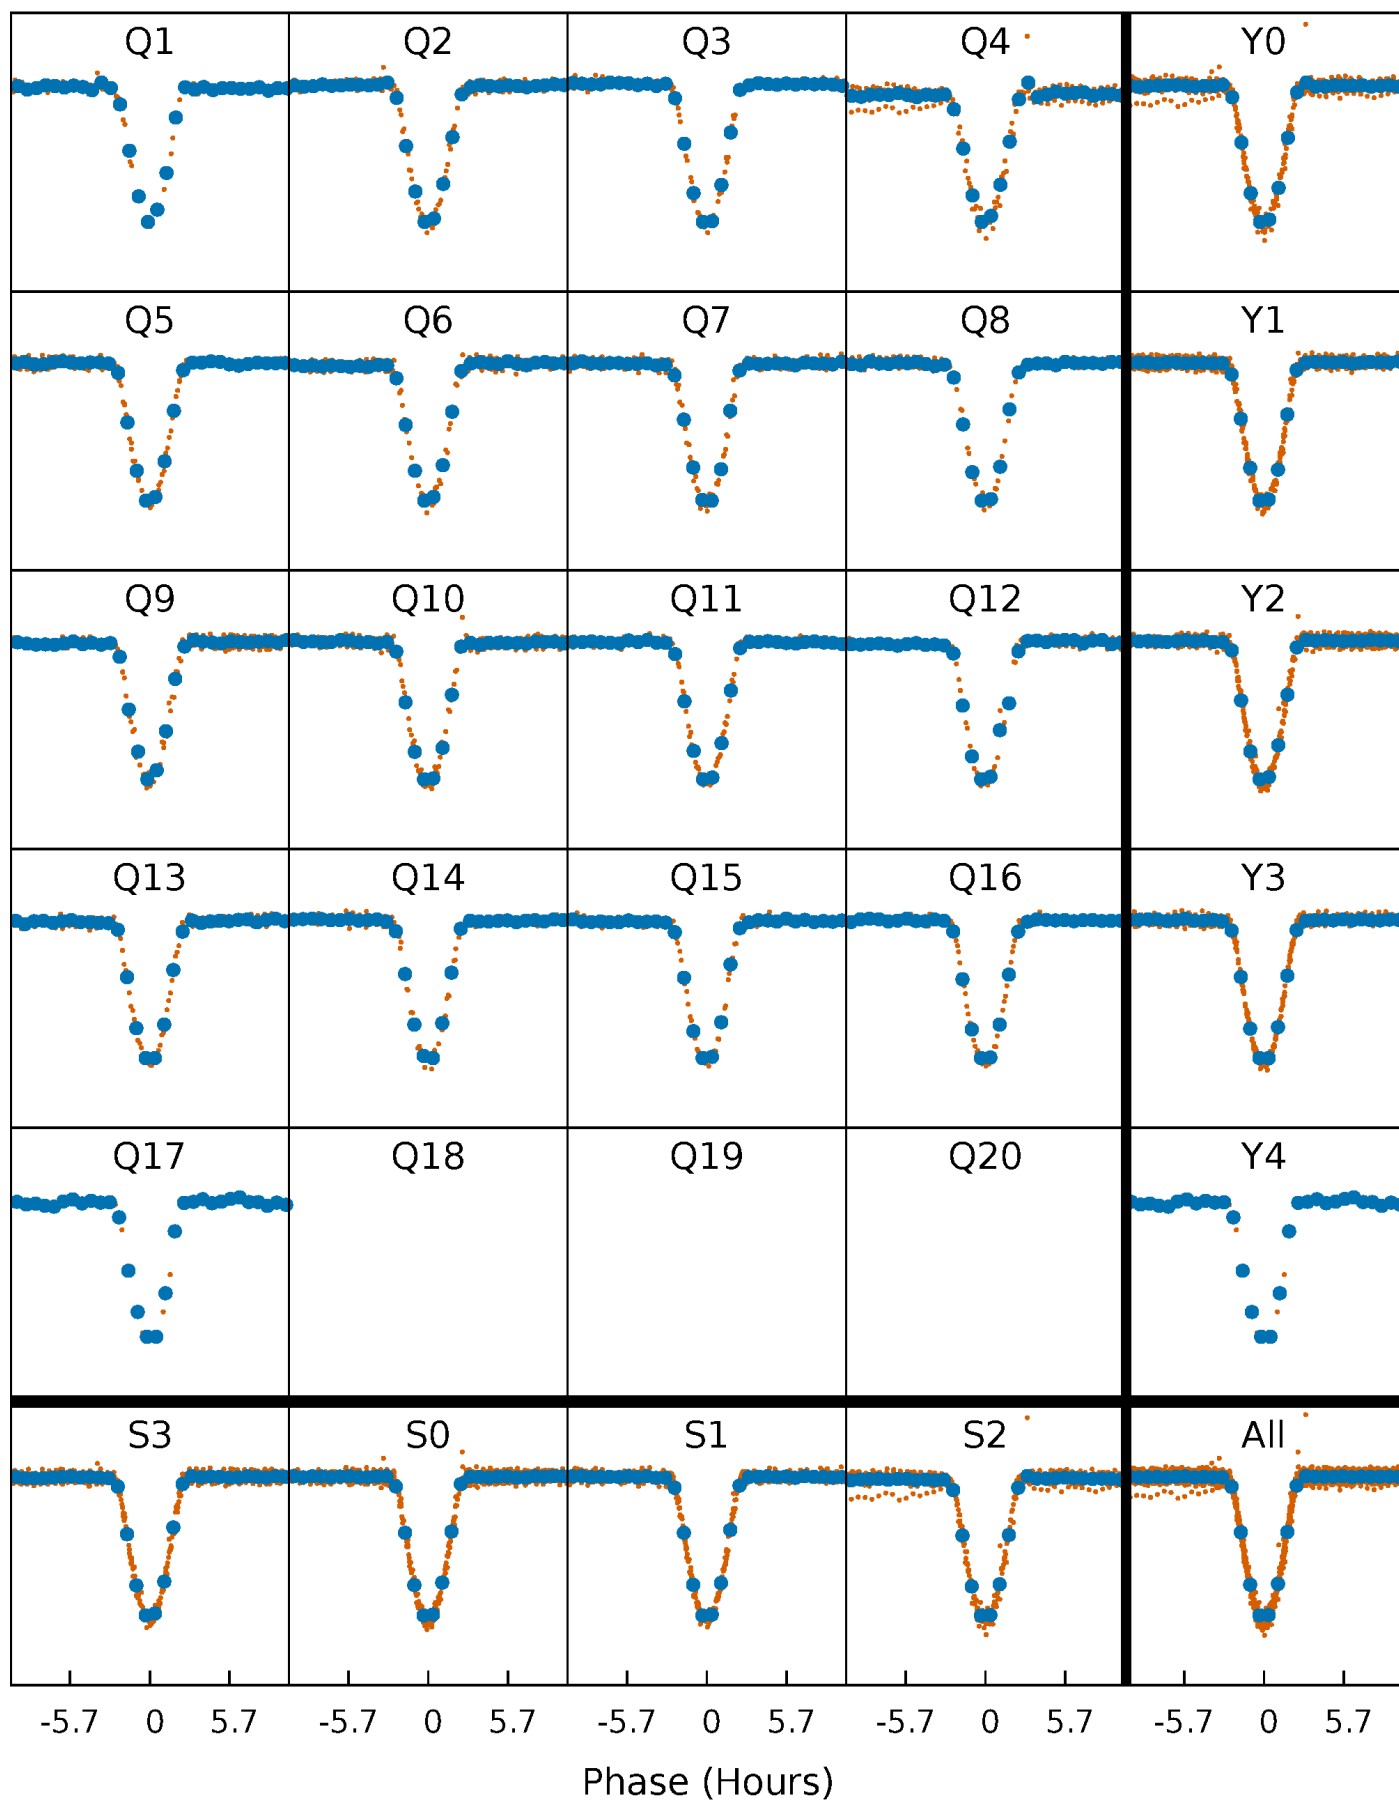 Q1 Q2 Q3 Q4 Y0
Q5 Q6 Q7 Q8 Y1
Q9 Q10 Q11 Q12 Y2
Q13 Q14 Q15 Q16 Y3
Q17 Q18 Q19 Q20 Y4
S3 S0 S1 S2 All
-5.7 0 5.7 -5.7 0 5.7 -5.7 0 5.7 -5.7 0 5.7 -5.7 0 5.7
Phase (Hours)